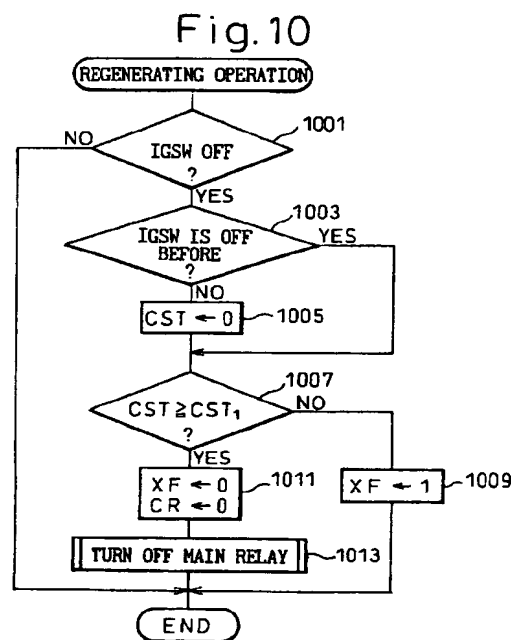 Fig. 10
REGENERATING OPERATION
1001
NO
IGSW OFF
?
YES
1003
IGSW IS OFF
BEFORE
?
YES
NO
CST ← 0
1005
1007
CST ≧ CST₁
?
NO
YES
XF ← 0
CR ← 0
1011
XF ← 1
1009
TURN OFF MAIN RELAY
1013
END